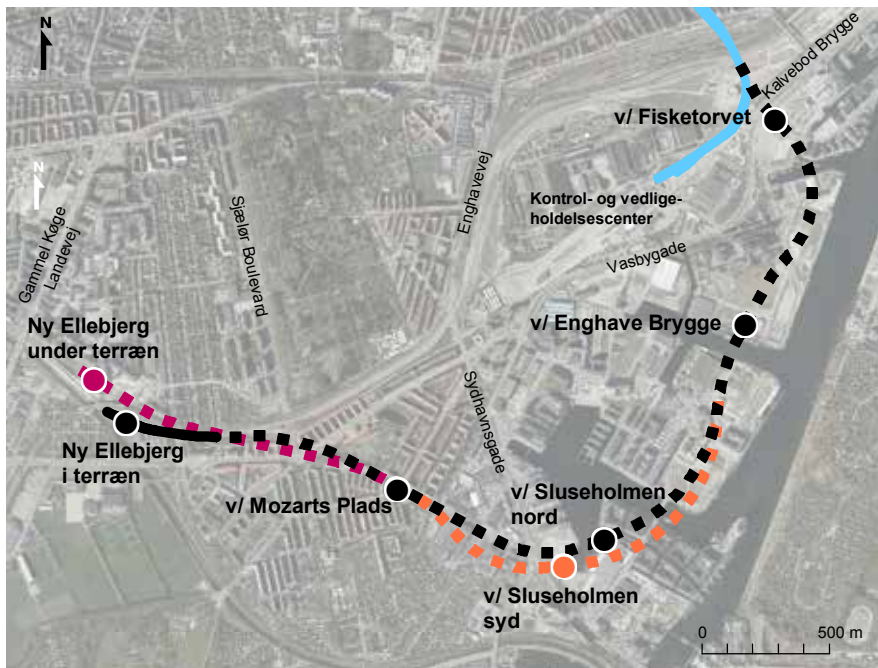 N
N
Kalvebod Brygge
v/ Fisketorvet
Kontrol- og vedlige-
holdelsescenter
Enghavevej
Sjælør Boulevard
Gammel Køge
Landevej
Vasbygade
Ny Ellebjerg
under terræn
v/ Enghave Brygge
Sydhavnsgade
Ny Ellebjerg
i terræn
v/ Mozarts Plads
v/ Sluseholmen
nord
v/ Sluseholmen
syd
0 500 m